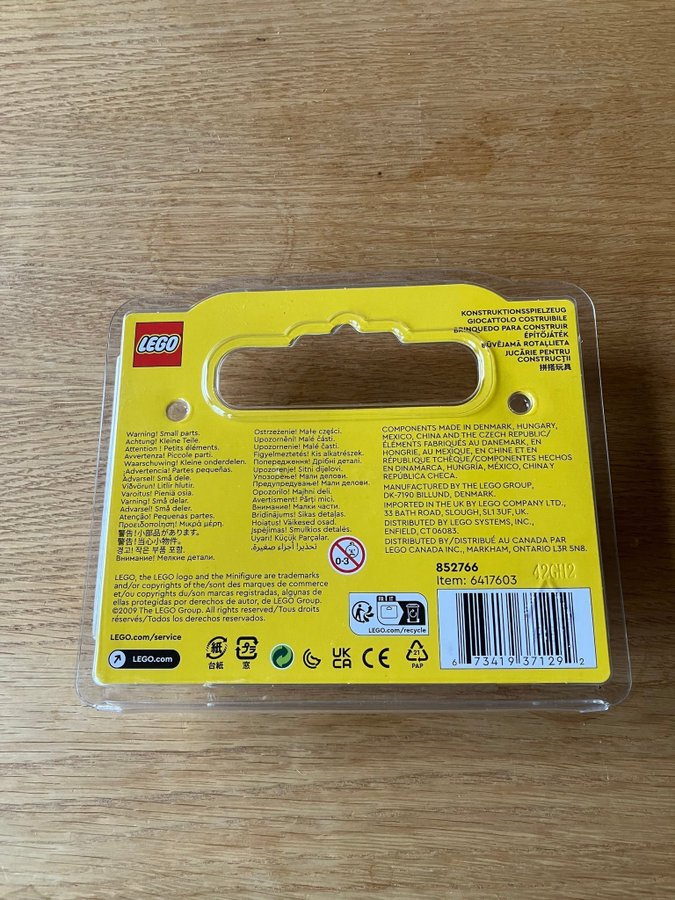 LEGO
KONSTRUKTIONSSPIELZEUG
GIOCATTOLO COSTRUIBILE
BRINQUEDO PARA CONSTRUIR
ÉPÍTŐJÁTÉK
BŪVĒJAMĀ ROTAĻLIETA
JUCĂRIE PENTRU
CONSTRUCȚII
拼搭玩具
Warning! Small parts.
Achtung! Kleine Teile.
Attention ! Petits éléments.
Avvertenza! Piccole parti.
Waarschuwing! Kleine onderdelen.
¡Advertencia! Partes pequeñas.
Advarsel! Små dele.
Viðvörun! Litlir hlutir.
Varoitus! Pieniä osia.
Varning! Små delar.
Advarsel! Små deler.
Atenção! Pequenas partes.
Προειδοποίηση! Μικρά μέρη.
警告!小部品があります。
警告!当心小物件。
경고! 작은 부품 포함.
Внимание! Мелкие детали.
Ostrzeżenie! Małe części.
Upozornění! Malé části.
Upozornenie! Malé časti.
Figyelmeztetés! Kis alkatrészek.
Попередження! Дрібні деталі.
Upozorenje! Sitni dijelovi.
Упозорење! Мали делови.
Предупредување! Мали делови.
Opozorilo! Majhni deli.
Avertisment! Părți mici.
Внимание! Малки части.
Brīdinājums! Sīkas detaļas.
Hoiatus! Väikesed osad.
Įspėjimas! Smulkios detalės.
Uyarı! Küçük Parçalar.
تحذير! أجزاء صغيرة.
0-3
COMPONENTS MADE IN DENMARK, HUNGARY,
MEXICO, CHINA AND THE CZECH REPUBLIC/
ÉLÉMENTS FABRIQUÉS AU DANEMARK, EN
HONGRIE, AU MEXIQUE, EN CHINE ET EN
RÉPUBLIQUE TCHÈQUE/COMPONENTES HECHOS
EN DINAMARCA, HUNGRÍA, MÉXICO, CHINA Y
REPÚBLICA CHECA.
MANUFACTURED BY THE LEGO GROUP,
DK-7190 BILLUND, DENMARK.
IMPORTED IN THE UK BY LEGO COMPANY LTD.,
33 BATH ROAD, SLOUGH, SL1 3UF, UK.
DISTRIBUTED BY LEGO SYSTEMS, INC.,
ENFIELD, CT 06083.
DISTRIBUTED BY/DISTRIBUÉ AU CANADA PAR
LEGO CANADA INC., MARKHAM, ONTARIO L3R 5N8.
852766
Item: 6417603
42GH2
LEGO, the LEGO logo and the Minifigure are trademarks
and/or copyrights of the/sont des marques de commerce
et/ou copyrights du/son marcas registradas, algunas de
ellas protegidas por derechos de autor, de LEGO Group.
©2009 The LEGO Group. All rights reserved/Tous droits
réservés/Todos los derechos reservados.
LEGO.com/recycle
LEGO.com/service
LEGO.com
紙
台紙
プラ
窓
UK
CA
CE
21
PAP
6 73419 37129 2